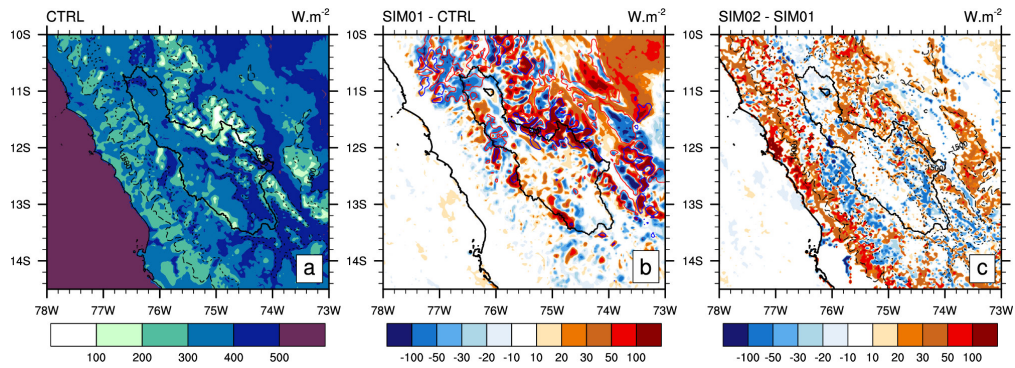 CTRL W.m-2
SIM01 - CTRL W.m-2
SIM02 - SIM01 W.m-2
10S
11S
12S
13S
14S
78W 77W 76W 75W 74W 73W
a
10S
11S
12S
13S
14S
78W 77W 76W 75W 74W 73W
b
10S
11S
12S
13S
14S
78W 77W 76W 75W 74W 73W
c
1500
100 200 300 400 500
-100 -50 -30 -20 -10 10 20 30 50 100
-100 -50 -30 -20 -10 10 20 30 50 100